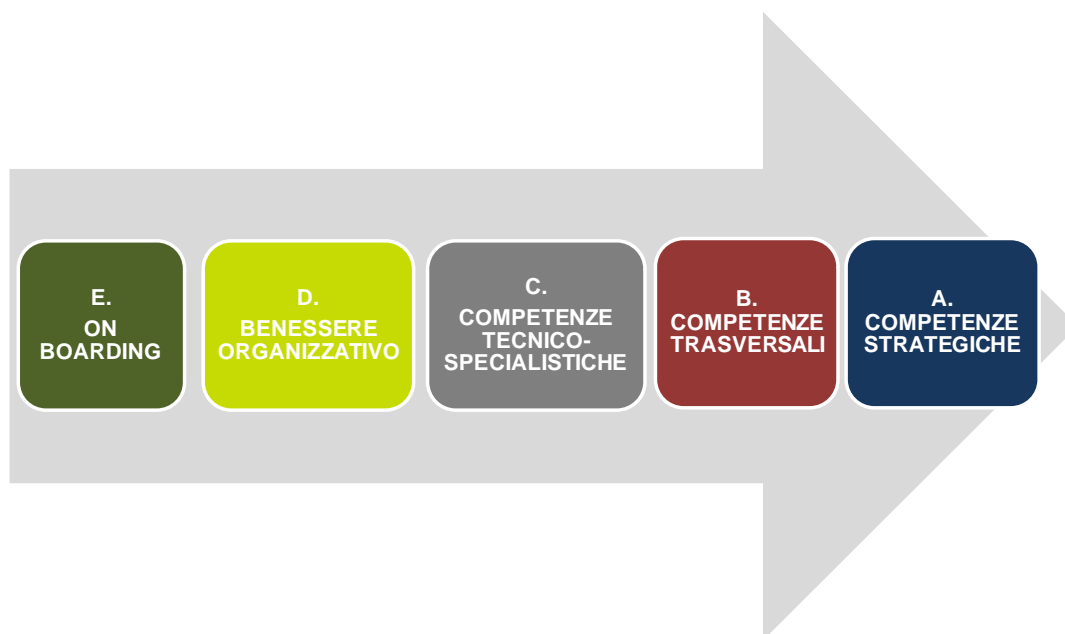 E.
ON
BOARDING
D.
BENESSERE
ORGANIZZATIVO
C.
COMPETENZE
TECNICO-
SPECIALISTICHE
B.
COMPETENZE
TRASVERSALI
A.
COMPETENZE
STRATEGICHE